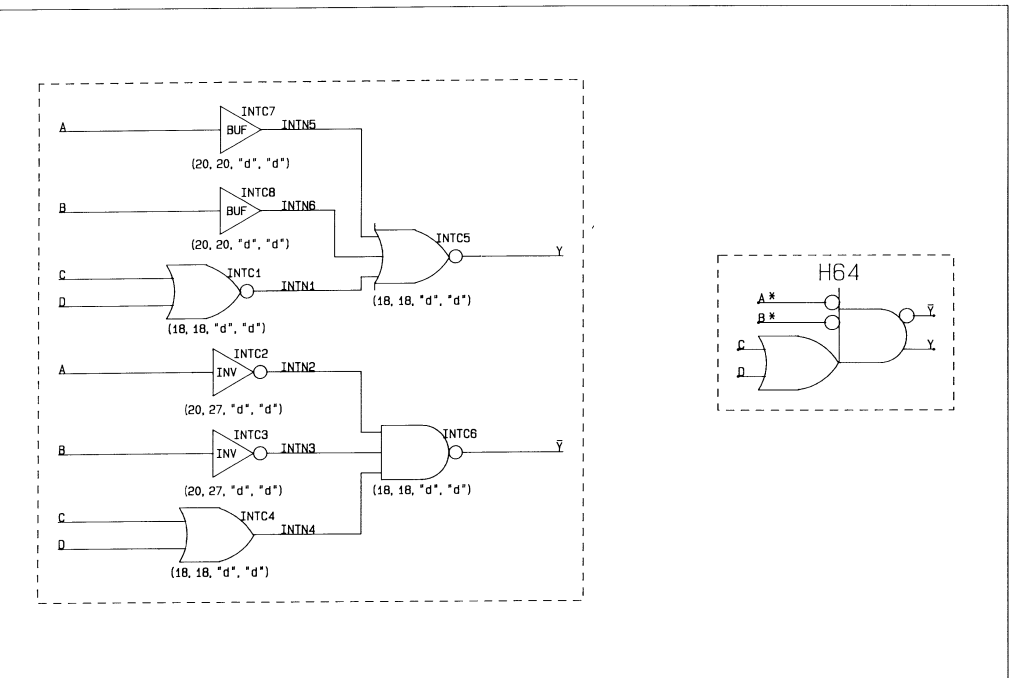 INTC7
A
BUF
INTN5
(20, 20, "d", "d")
INTC8
B
BUF
INTN6
(20, 20, "d", "d")
INTC5
Y
C
INTC1
INTN1
D
(18, 18, "d", "d")
(18, 18, "d", "d")
INTC2
A
INV
INTN2
(20, 27, "d", "d")
INTC3
INTC6
B
INV
INTN3
Ȳ
(20, 27, "d", "d")
(18, 18, "d", "d")
C
INTC4
D
INTN4
(18, 18, "d", "d")
H64
A*
B*
Ȳ
C
Y
D